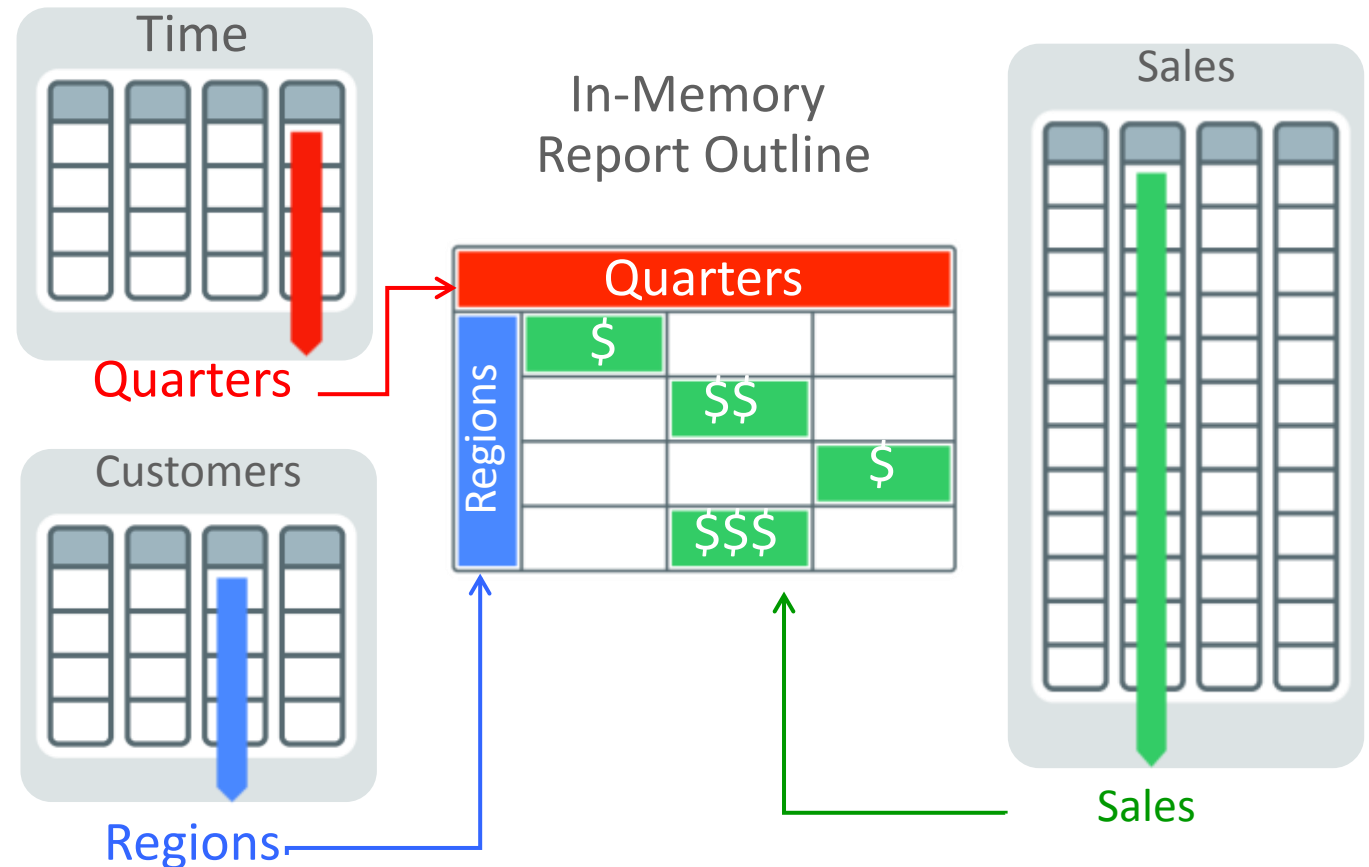 Time
Quarters
Customers
Regions
In-Memory
Report Outline
Quarters
Regions
$
$$
$
$$$
Sales
Sales